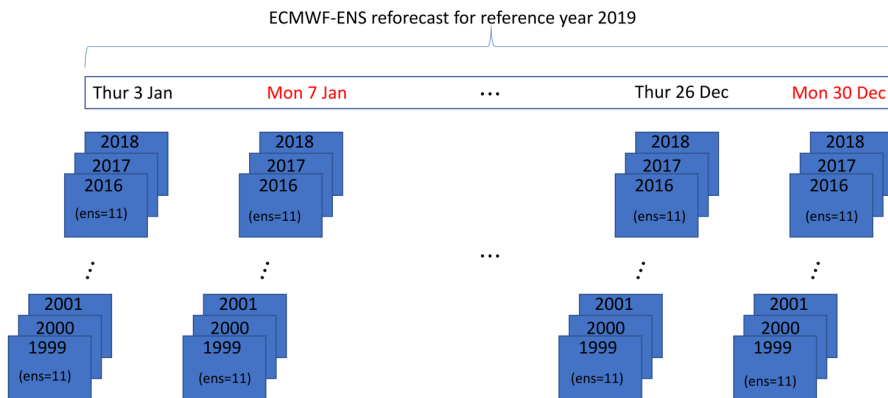 ECMWF-ENS reforecast for reference year 2019
Thur 3 Jan Mon 7 Jan ... Thur 26 Dec Mon 30 Dec
2018 2018 2018 2018
2017 2017 2017 2017
2016 2016 2016 2016
(ens=11) (ens=11) (ens=11) (ens=11)
...
2001 2001 2001 2001
2000 2000 2000 2000
1999 1999 1999 1999
(ens=11) (ens=11) (ens=11) (ens=11)